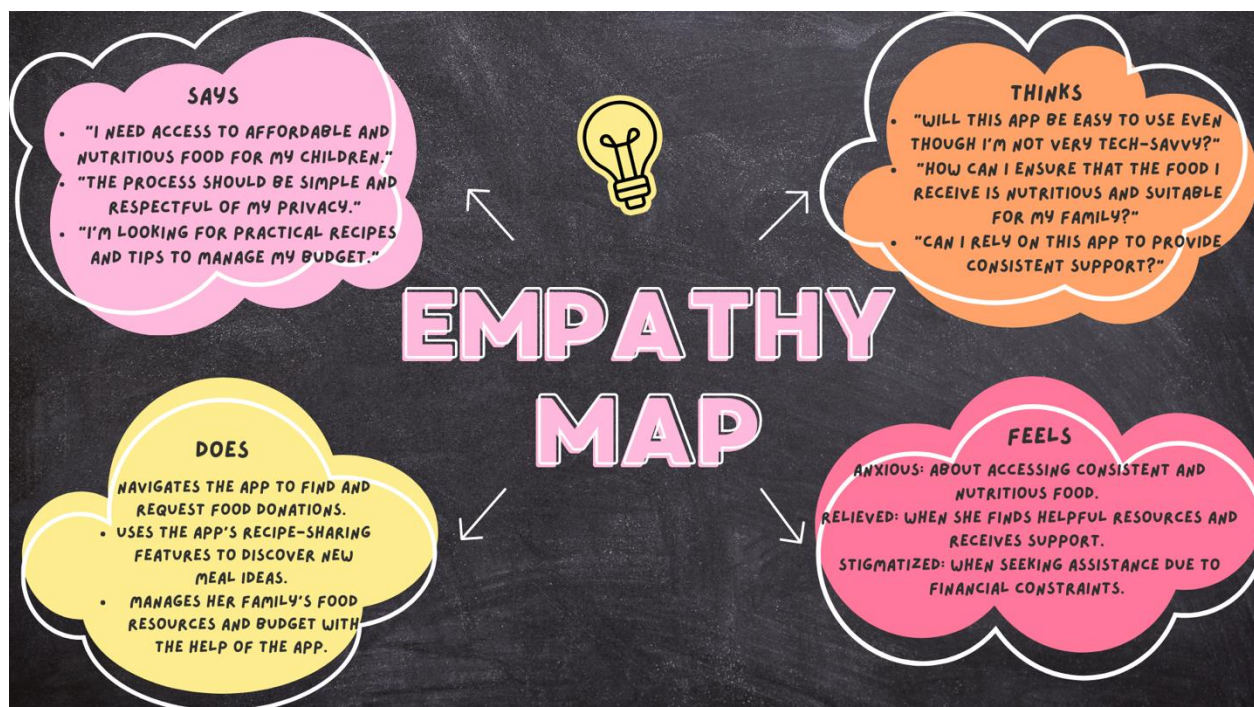 SAYS
• "I NEED ACCESS TO AFFORDABLE AND
NUTRITIOUS FOOD FOR MY CHILDREN."
• "THE PROCESS SHOULD BE SIMPLE AND
RESPECTFUL OF MY PRIVACY."
• "I'M LOOKING FOR PRACTICAL RECIPES
AND TIPS TO MANAGE MY BUDGET."
THINKS
• "WILL THIS APP BE EASY TO USE EVEN
THOUGH I'M NOT VERY TECH-SAVVY?"
• "HOW CAN I ENSURE THAT THE FOOD I
RECEIVE IS NUTRITIOUS AND SUITABLE
FOR MY FAMILY?"
• "CAN I RELY ON THIS APP TO PROVIDE
CONSISTENT SUPPORT?"
EMPATHY
MAP
DOES
NAVIGATES THE APP TO FIND AND
REQUEST FOOD DONATIONS.
• USES THE APP'S RECIPE-SHARING
FEATURES TO DISCOVER NEW
MEAL IDEAS.
• MANAGES HER FAMILY'S FOOD
RESOURCES AND BUDGET WITH
THE HELP OF THE APP.
FEELS
ANXIOUS: ABOUT ACCESSING CONSISTENT AND
NUTRITIOUS FOOD.
RELIEVED: WHEN SHE FINDS HELPFUL RESOURCES AND
RECEIVES SUPPORT.
STIGMATIZED: WHEN SEEKING ASSISTANCE DUE TO
FINANCIAL CONSTRAINTS.